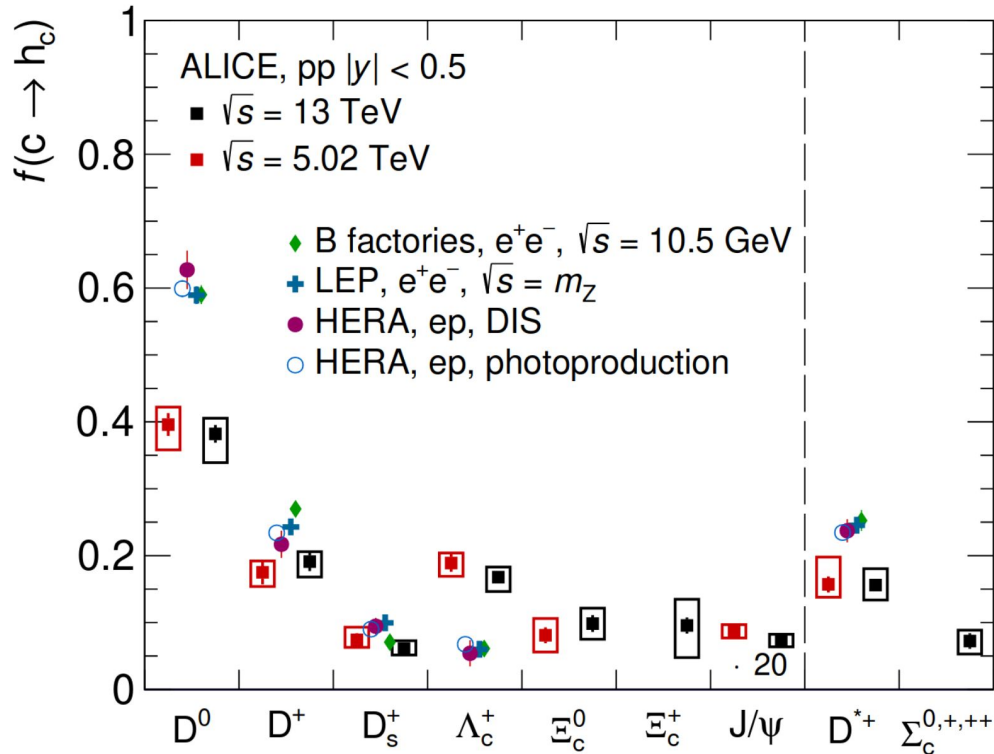 f(c → h_c)
1
0.8
0.6
0.4
0.2
0
ALICE, pp |y| < 0.5
√s = 13 TeV
√s = 5.02 TeV
B factories, e⁺e⁻, √s = 10.5 GeV
LEP, e⁺e⁻, √s = m_Z
HERA, ep, DIS
HERA, ep, photoproduction
· 20
D⁰ D⁺ D_s⁺ Λ_c⁺ Ξ_c⁰ Ξ_c⁺ J/ψ D*⁺ Σ_c^{0,+,++}